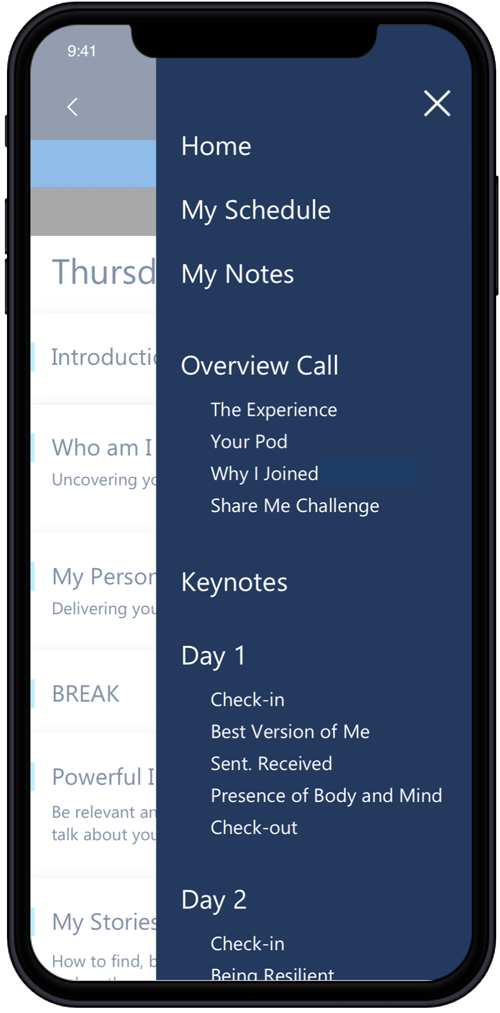 9:41
Home
My Schedule
My Notes
Overview Call
The Experience
Your Pod
Why I Joined
Share Me Challenge
Keynotes
Day 1
Check-in
Best Version of Me
Sent. Received
Presence of Body and Mind
Check-out
Day 2
Check-in
Being Resilient
Thursd
Introductio
Who am I
Uncovering yo
My Person
Delivering you
BREAK
Powerful I
Be relevant an
talk about you
My Stories
How to find, b